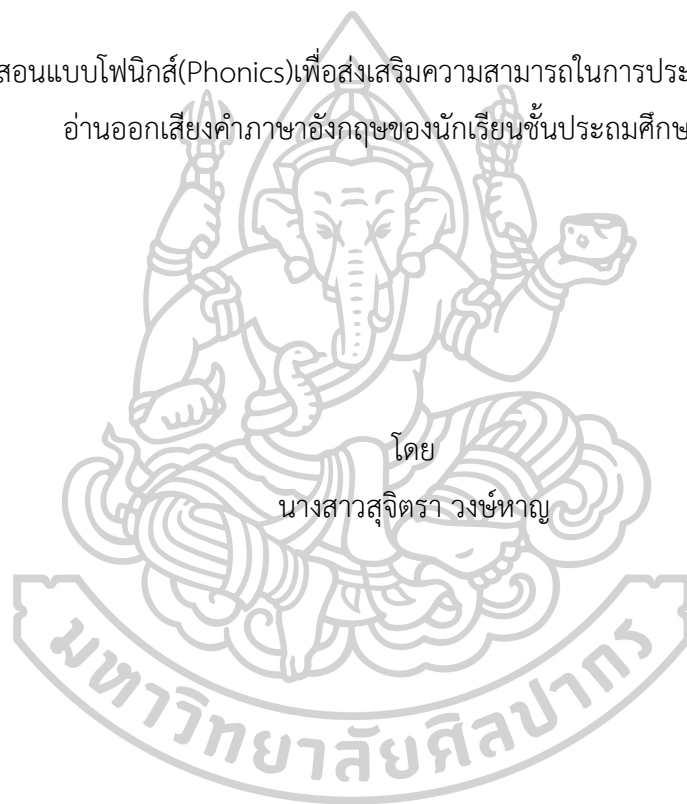 สอนแบบโฟนิกส์(Phonics)เพื่อส่งเสริมความสามารถในการประ
อ่านออกเสียงคำภาษาอังกฤษของนักเรียนชั้นประถมศึกษ
โดย
นางสาวสุจิตรา วงษ์หาญ
มหาวิทยาลัยศิลปากร